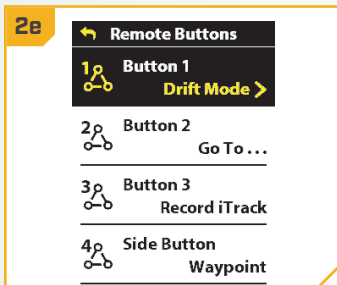 2e
Remote Buttons
1 Button 1
Drift Mode >
2 Button 2
Go To ...
3 Button 3
Record iTrack
4 Side Button
Waypoint